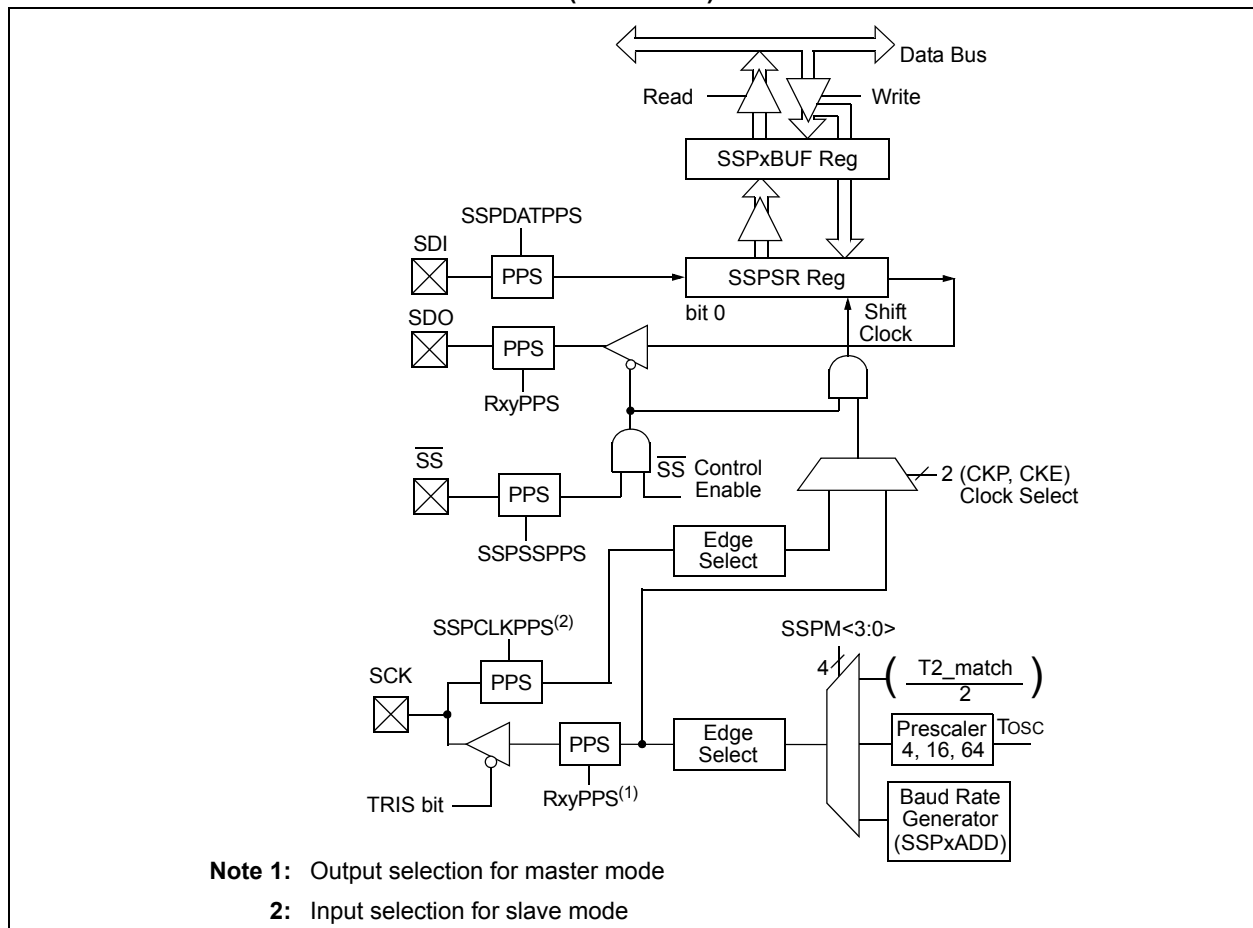 Data Bus
Read
Write
SSPxBUF Reg
SSPDATPPS
SDI
PPS
SSPSR Reg
bit 0
Shift
Clock
SDO
PPS
RxyPPS
SS
PPS
SSPSSPPS
SS Control
Enable
2 (CKP, CKE)
Clock Select
Edge
Select
SSPCLKPPS(2)
SCK
PPS
SSPM<3:0>
4
( T2_match
2 )
Edge
Select
PPS
RxyPPS(1)
TRIS bit
Prescaler
4, 16, 64
TOSC
Baud Rate
Generator
(SSPxADD)
Note 1: Output selection for master mode
2: Input selection for slave mode